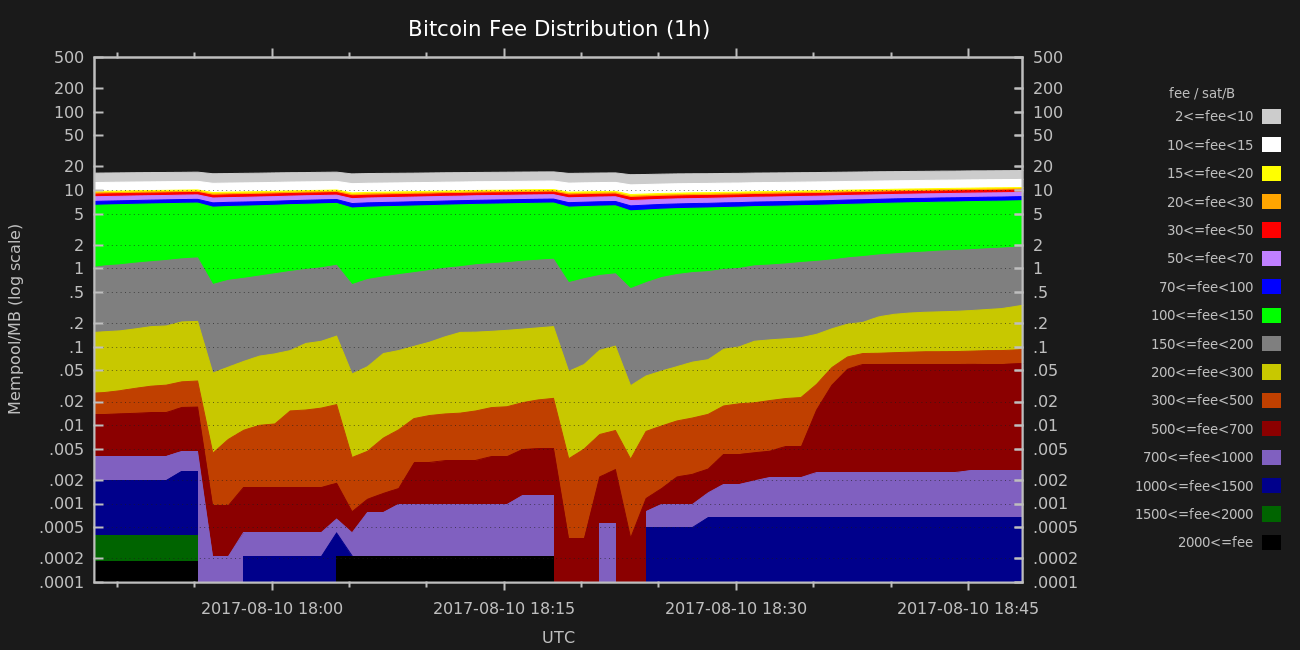 Bitcoin Fee Distribution (1h)
500 500
200 200
100 100
50 50
20 20
10 10
5 5
2 2
1 1
.5 .5
.2 .2
.1 .1
.05 .05
.02 .02
.01 .01
.005 .005
.002 .002
.001 .001
.0005 .0005
.0002 .0002
.0001 .0001
Mempool/MB (log scale)
2017-08-10 18:00 2017-08-10 18:15 2017-08-10 18:30 2017-08-10 18:45
UTC
fee / sat/B
2<=fee<10
10<=fee<15
15<=fee<20
20<=fee<30
30<=fee<50
50<=fee<70
70<=fee<100
100<=fee<150
150<=fee<200
200<=fee<300
300<=fee<500
500<=fee<700
700<=fee<1000
1000<=fee<1500
1500<=fee<2000
2000<=fee